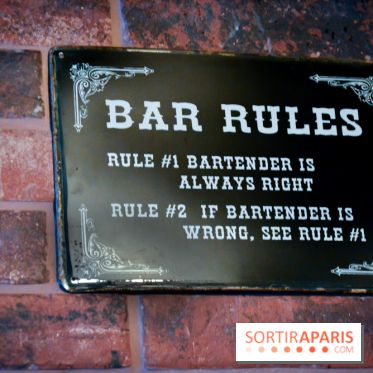 BAR RULES
RULE #1 BARTENDER IS
ALWAYS RIGHT
RULE #2 IF BARTENDER IS
WRONG, SEE RULE #1
SORTIRAPARIS
.COM